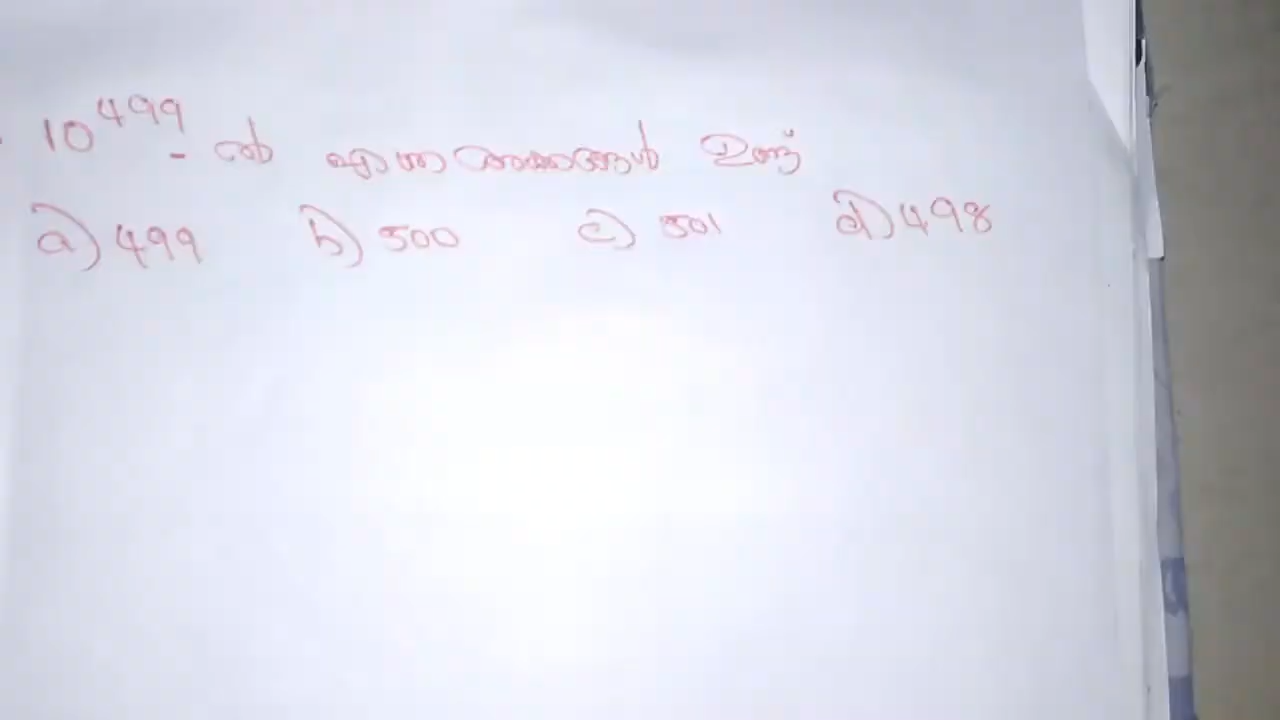 10⁴⁹⁹ - ൽ എത്ര അക്കങ്ങൾ ഉണ്ട്
a) 499 b) 500 c) 501 d) 498